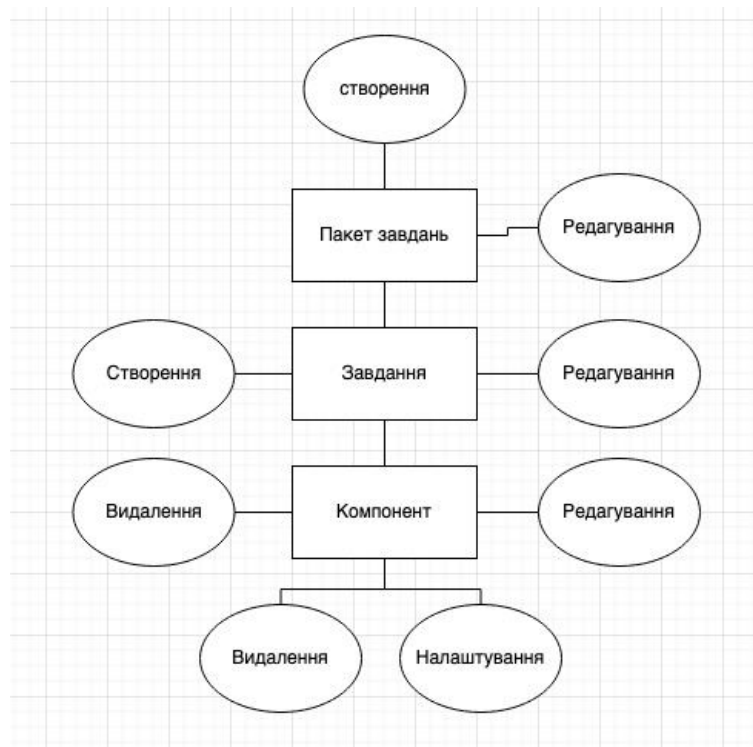 створення
Пакет завдань
Редагування
Створення
Завдання
Редагування
Видалення
Компонент
Редагування
Видалення
Налаштування